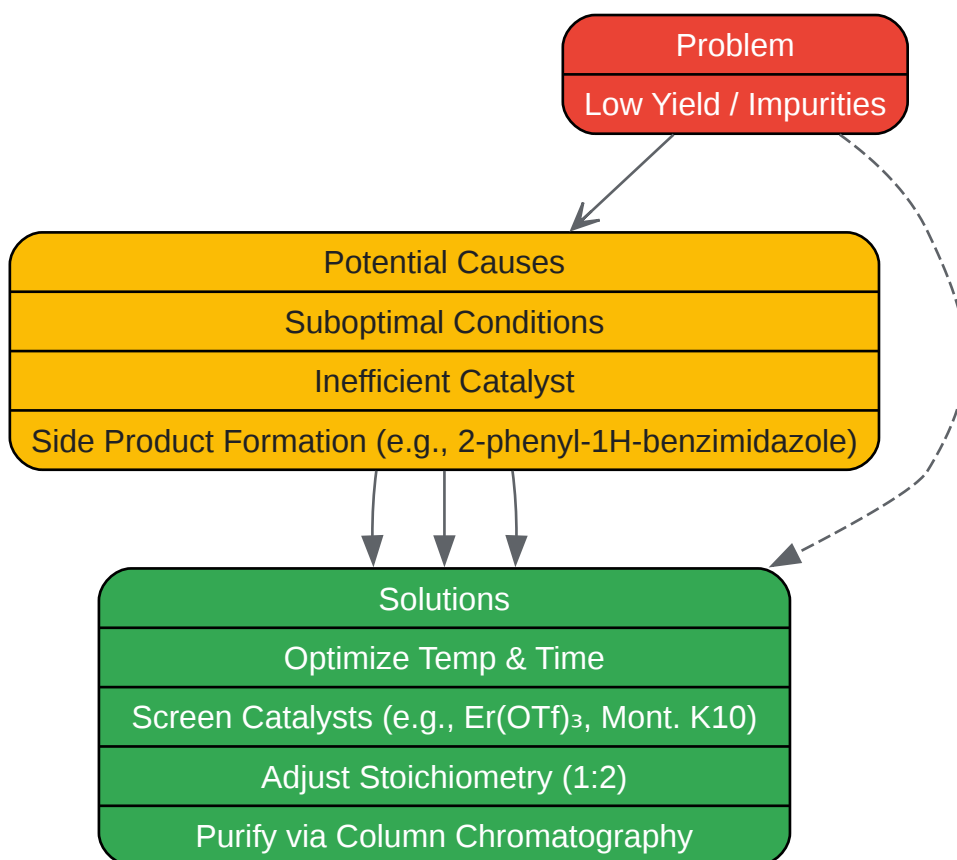 Problem
Low Yield / Impurities
Potential Causes
Suboptimal Conditions
Inefficient Catalyst
Side Product Formation (e.g., 2-phenyl-1H-benzimidazole)
Solutions
Optimize Temp & Time
Screen Catalysts (e.g., Er(OTf)₃, Mont. K10)
Adjust Stoichiometry (1:2)
Purify via Column Chromatography